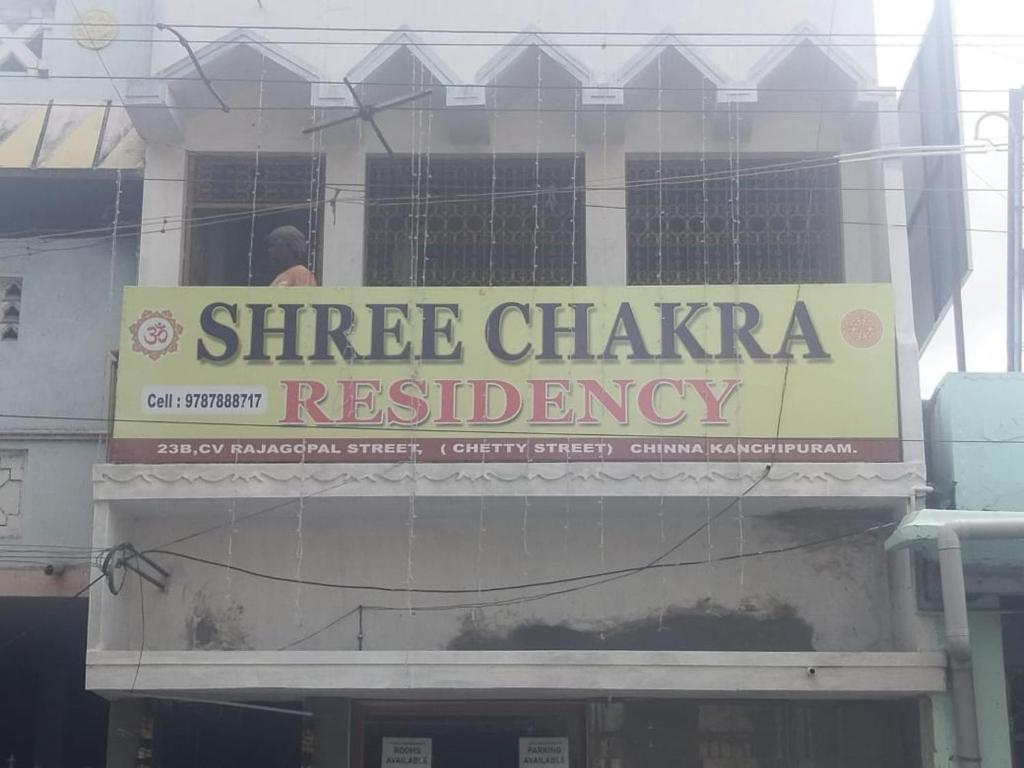 ॐ
SHREE CHAKRA
RESIDENCY
Cell : 9787888717
23B,CV RAJAGOPAL STREET, ( CHETTY STREET) CHINNA KANCHIPURAM.
ROOMS
AVAILABLE
PARKING
AVAILABLE